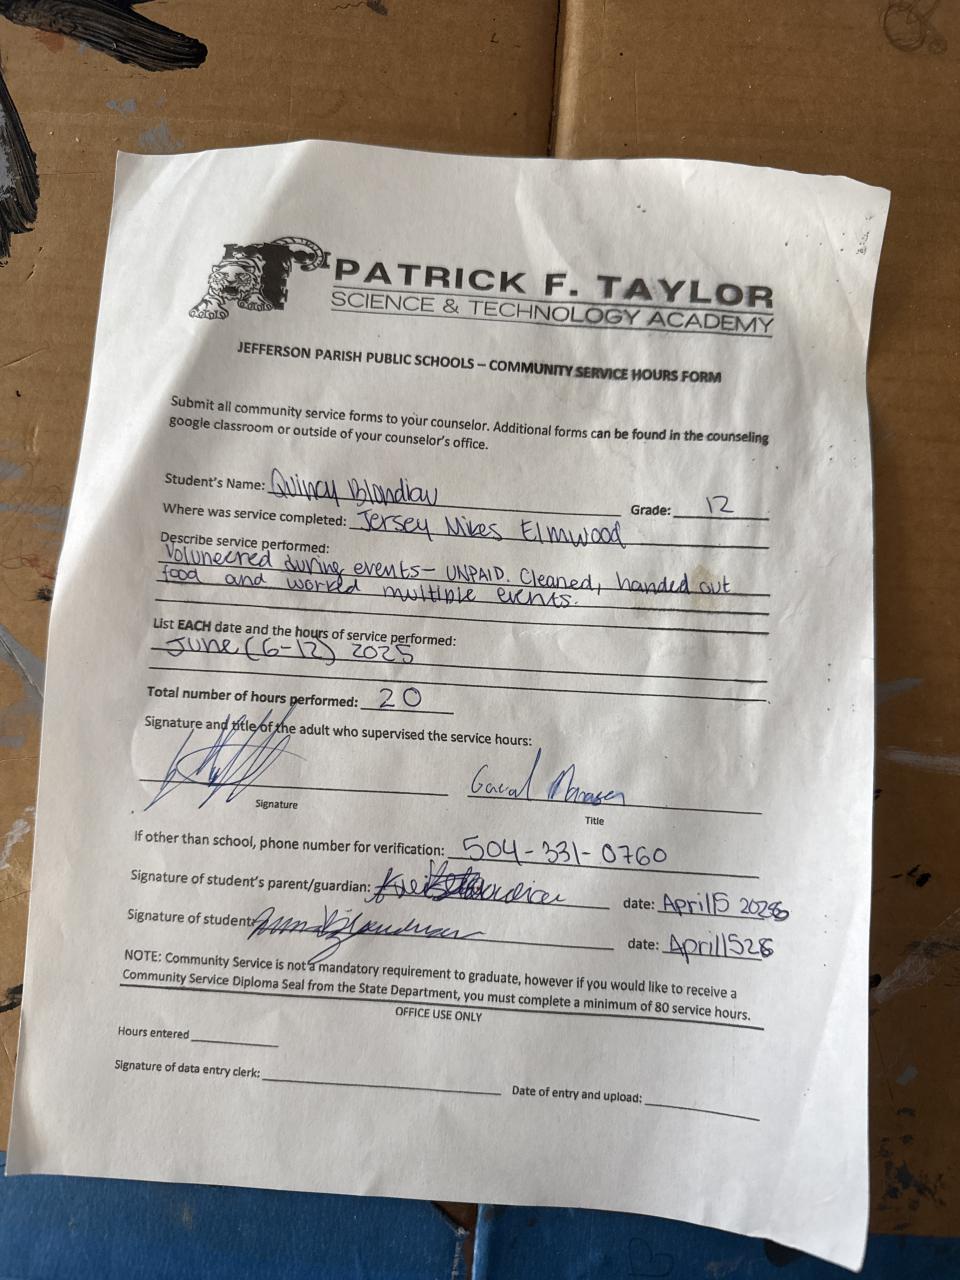 PATRICK F. TAYLOR
SCIENCE & TECHNOLOGY ACADEMY
JEFFERSON PARISH PUBLIC SCHOOLS – COMMUNITY SERVICE HOURS FORM
Submit all community service forms to your counselor. Additional forms can be found in the counseling
google classroom or outside of your counselor's office.
Student's Name: Quincy Blondiau Grade: 12
Where was service completed: Jersey Mikes Elmwood
Describe service performed:
Voluneered during events – UNPAID. Cleaned, handed out
food and worked multiple events.
List EACH date and the hours of service performed:
June (6-12) 2025
Total number of hours performed: 20
Signature and title of the adult who supervised the service hours:
Signature
Title
If other than school, phone number for verification: 504-331-0760
Signature of student's parent/guardian: date: April 15 2026
Signature of student: date: April 15 26
NOTE: Community Service is not a mandatory requirement to graduate, however if you would like to receive a
Community Service Diploma Seal from the State Department, you must complete a minimum of 80 service hours.
OFFICE USE ONLY
Hours entered
Signature of data entry clerk:
Date of entry and upload: